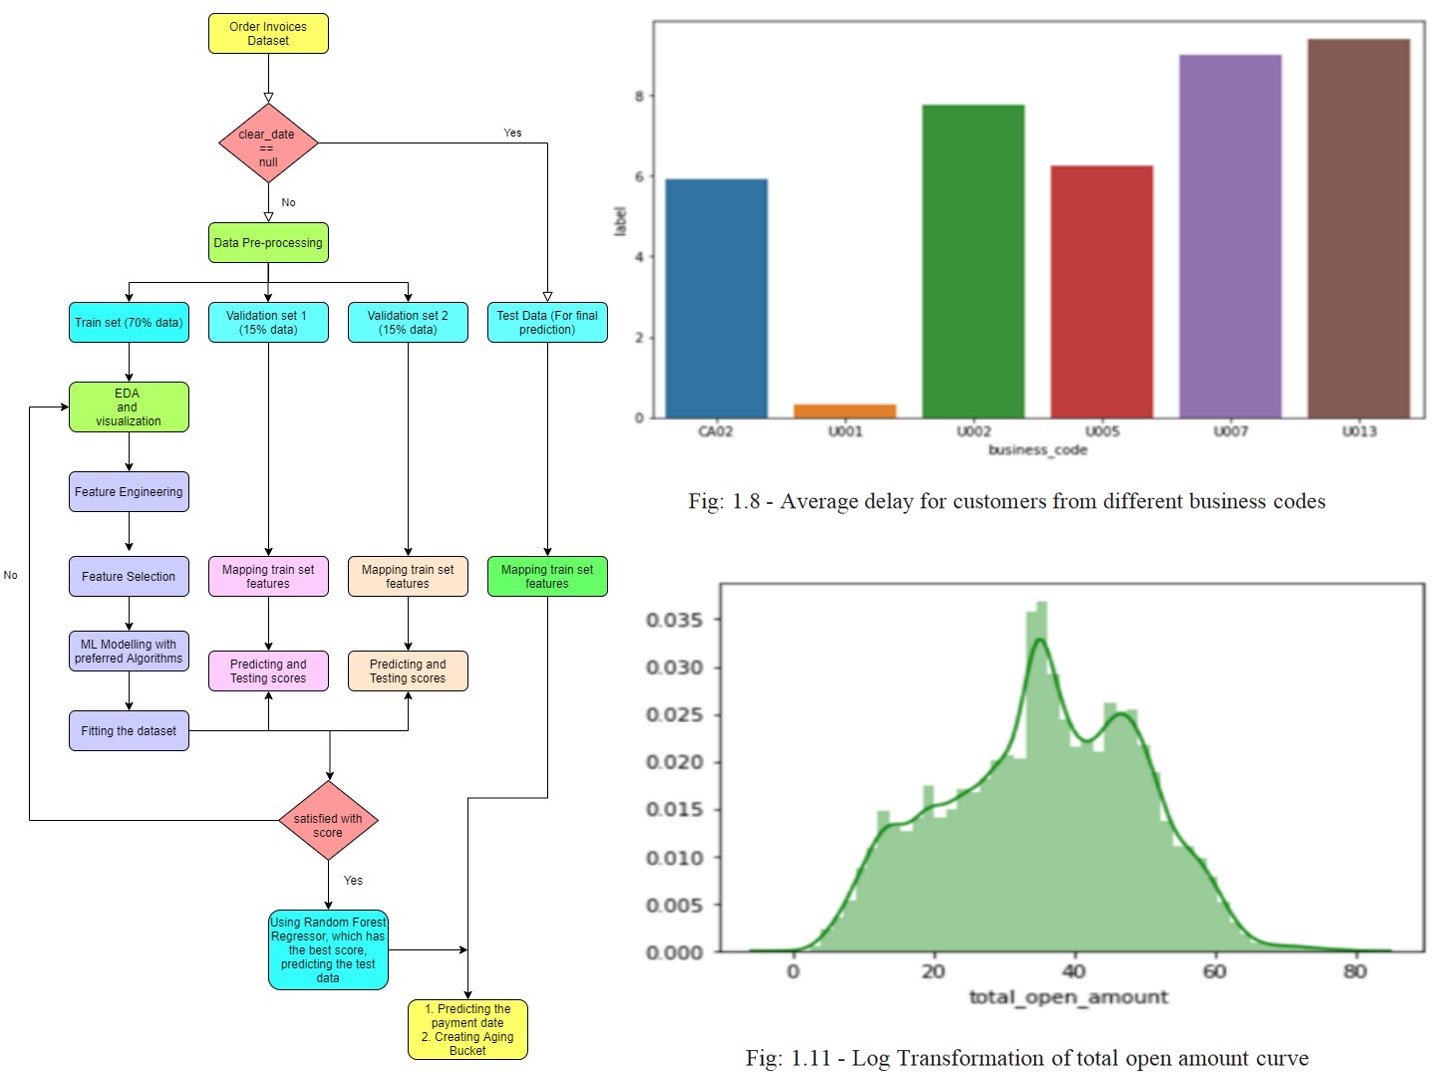 Order Invoices
Dataset
clear_date
==
null
Yes
No
Data Pre-processing
Train set (70% data)
Validation set 1
(15% data)
Validation set 2
(15% data)
Test Data (For final
prediction)
EDA
and
visualization
Feature Engineering
Feature Selection
Mapping train set
features
Mapping train set
features
Mapping train set
features
No
ML Modelling with
preferred Algorithms
Predicting and
Testing scores
Predicting and
Testing scores
Fitting the dataset
satisfied with
score
Yes
Using Random Forest
Regressor, which has
the best score,
predicting the test
data
1. Predicting the
payment date
2. Creating Aging
Bucket
label
8
6
4
2
0
CA02 U001 U002 U005 U007 U013
business_code
Fig: 1.8 - Average delay for customers from different business codes
0.035
0.030
0.025
0.020
0.015
0.010
0.005
0.000
0 20 40 60 80
total_open_amount
Fig: 1.11 - Log Transformation of total open amount curve